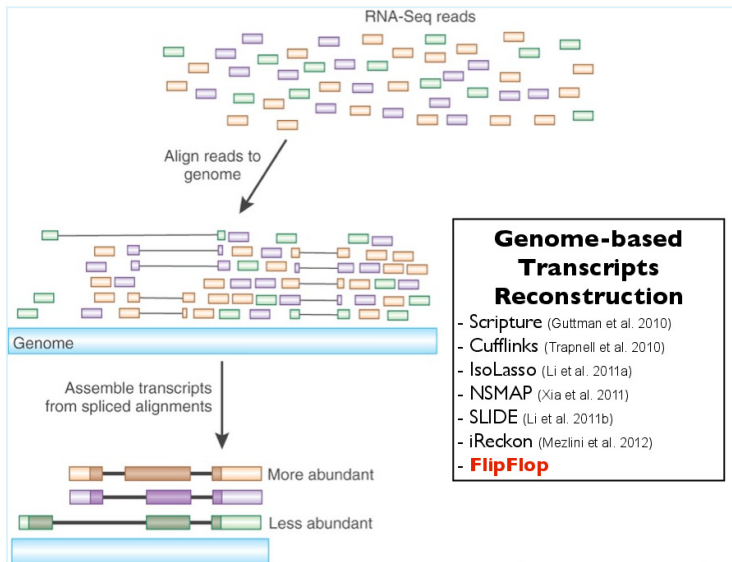 RNA-Seq reads
Align reads to
genome
Genome
Assemble transcripts
from spliced alignments
More abundant
Less abundant
Genome-based
Transcripts
Reconstruction
- Scripture (Guttman et al. 2010)
- Cufflinks (Trapnell et al. 2010)
- IsoLasso (Li et al. 2011a)
- NSMAP (Xia et al. 2011)
- SLIDE (Li et al. 2011b)
- iReckon (Mezlini et al. 2012)
- FlipFlop